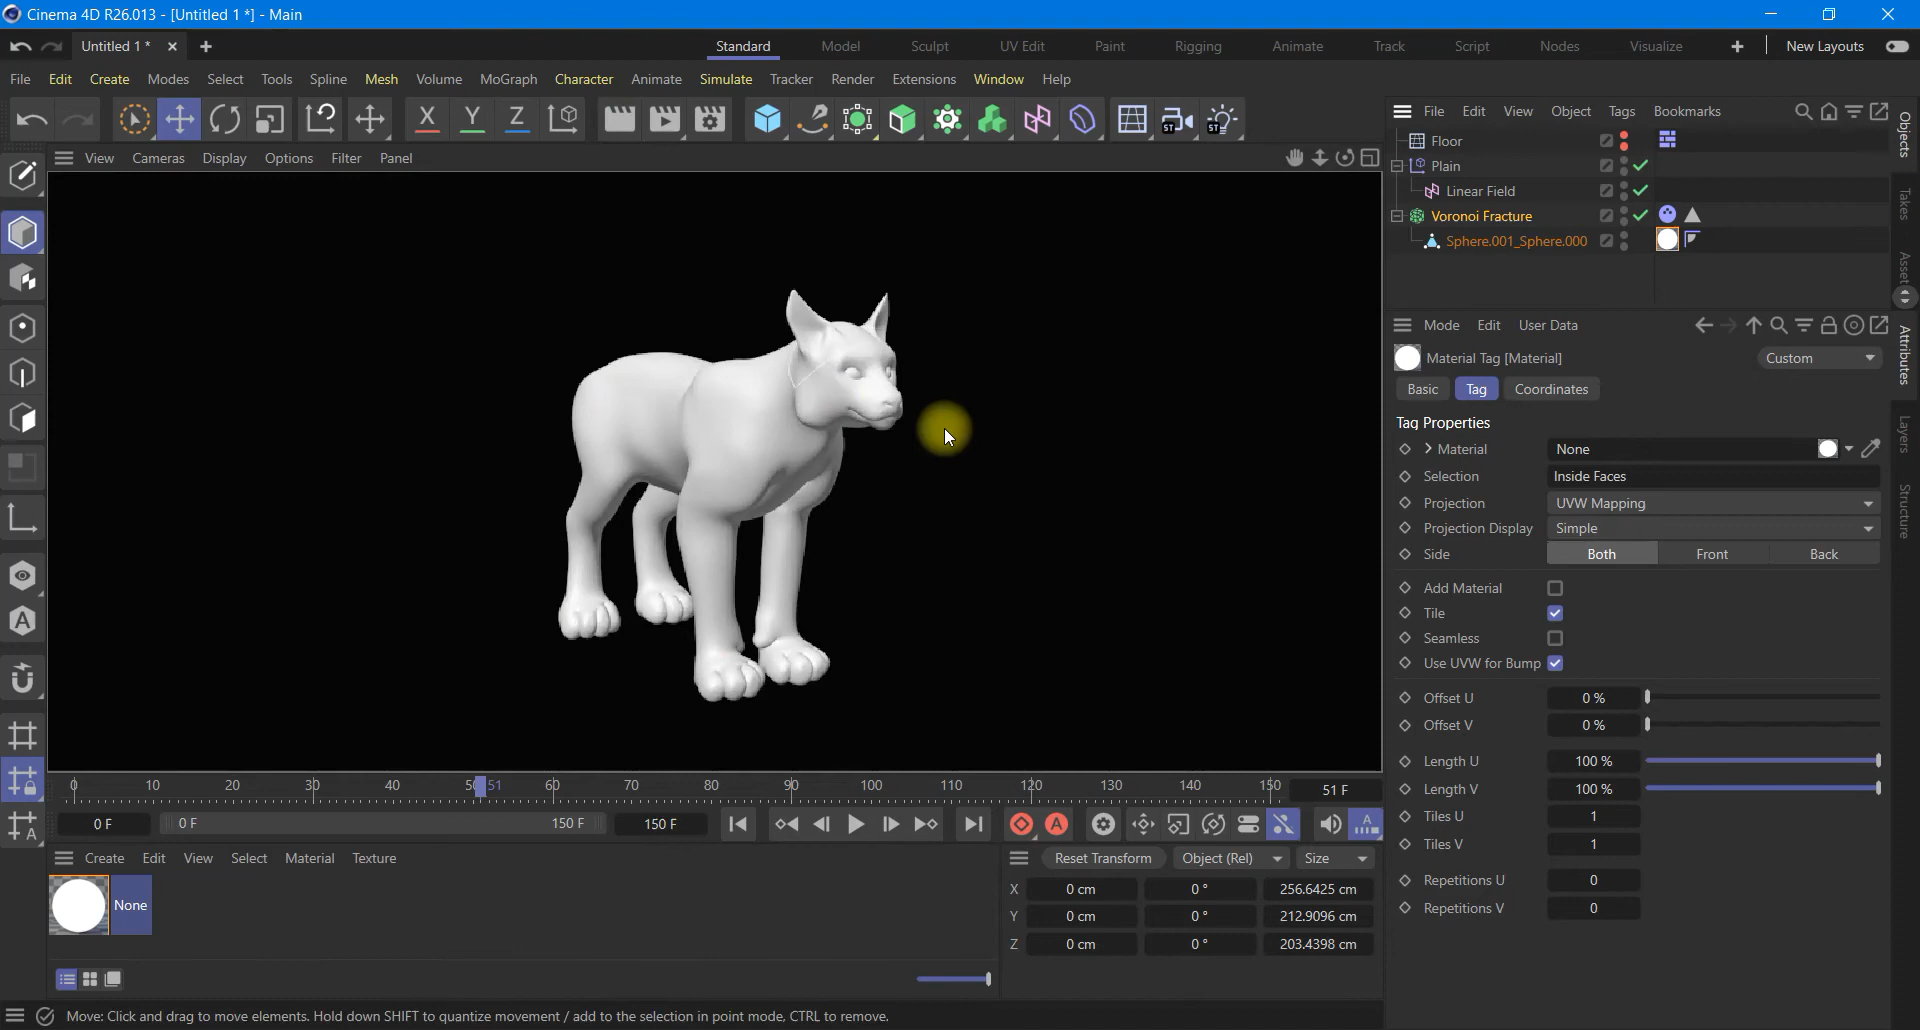 Cinema 4D R26.013 - [Untitled 1 *] - Main
Untitled 1 *
Standard Model Sculpt UV Edit Paint Rigging Animate Track Script Nodes Visualize New Layouts
File Edit Create Modes Select Tools Spline Mesh Volume MoGraph Character Animate Simulate Tracker Render Extensions Window Help
X Y Z ST ST
View Cameras Display Options Filter Panel
File Edit View Object Tags Bookmarks
Floor
Plain
Linear Field
Voronoi Fracture
Sphere.001_Sphere.000
Objects
Takes
Layers
Attributes
Structure
Mode Edit User Data
Material Tag [Material]
Custom
Basic Tag Coordinates
Tag Properties
Material None
Selection Inside Faces
Projection UVW Mapping
Projection Display Simple
Side Both Front Back
Add Material
Tile
Seamless
Use UVW for Bump
Offset U 0 %
Offset V 0 %
Length U 100 %
Length V 100 %
Tiles U 1
Tiles V 1
Repetitions U 0
Repetitions V 0
0 10 20 30 40 51 60 70 80 90 100 110 120 130 140 150 51 F
0 F 0 F 150 F 150 F
Create Edit View Select Material Texture
None
Reset Transform Object (Rel) Size
X 0 cm 0 ° 256.6425 cm
Y 0 cm 0 ° 212.9096 cm
Z 0 cm 0 ° 203.4398 cm
Move: Click and drag to move elements. Hold down SHIFT to quantize movement / add to the selection in point mode, CTRL to remove.